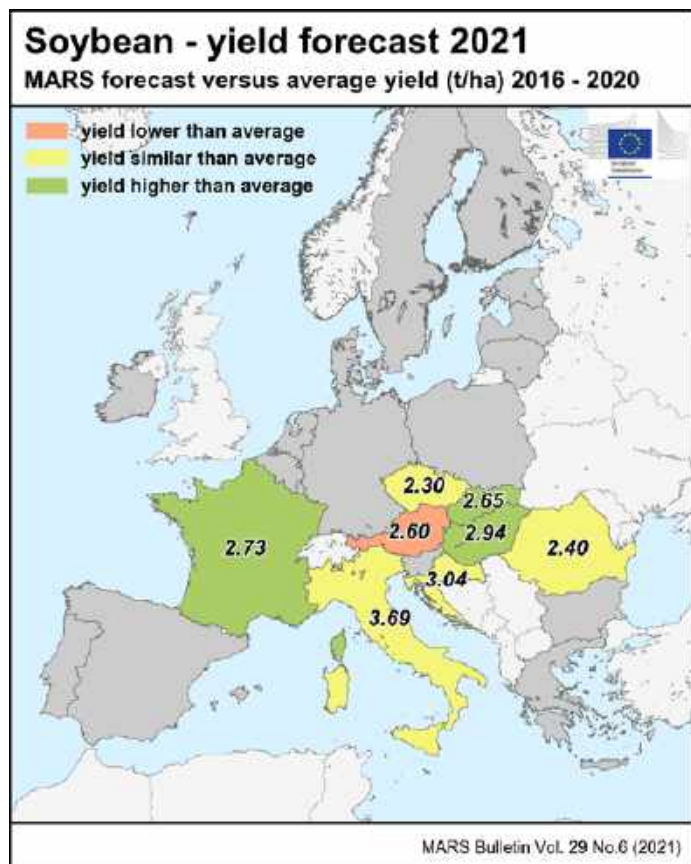 Soybean - yield forecast 2021
MARS forecast versus average yield (t/ha) 2016 - 2020
yield lower than average
yield similar than average
yield higher than average
European
Commission
2.30
2.65
2.60
2.94
2.73
2.40
3.04
3.69
MARS Bulletin Vol. 29 No.6 (2021)